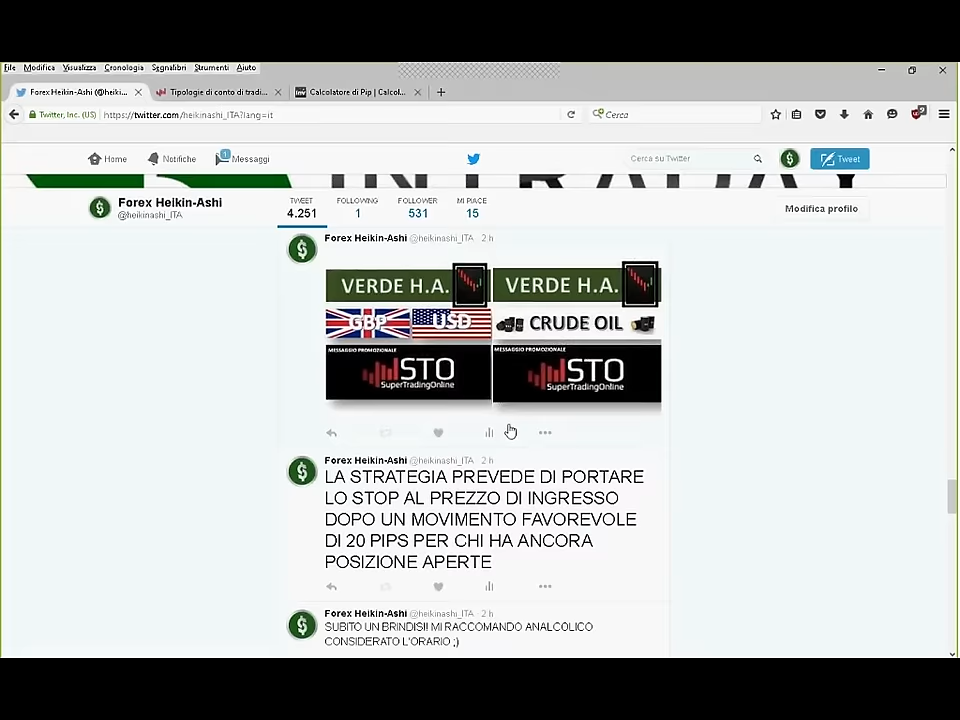 File Modifica Visualizza Cronologia Segnalibri Strumenti Aiuto
Forex Heikin-Ashi (@heiki... Tipologie di conto di tradi... Calcolatore di Pip | Calcol...
Twitter, Inc. (US) https://twitter.com/heikinashi_ITA?lang=it Cerca
Home Notifiche 1 Messaggi Cerca su Twitter Tweet
INTRADAY
Forex Heikin-Ashi
@heikinashi_ITA
TWEET FOLLOWING FOLLOWER MI PIACE
4.251 1 531 15
Modifica profilo
Forex Heikin-Ashi @heikinashi_ITA 2 h
VERDE H.A. VERDE H.A.
GBP USD CRUDE OIL
MESSAGGIO PROMOZIONALE MESSAGGIO PROMOZIONALE
STO STO
SuperTradingOnline SuperTradingOnline
Forex Heikin-Ashi @heikinashi_ITA 2 h
LA STRATEGIA PREVEDE DI PORTARE
LO STOP AL PREZZO DI INGRESSO
DOPO UN MOVIMENTO FAVOREVOLE
DI 20 PIPS PER CHI HA ANCORA
POSIZIONE APERTE
Forex Heikin-Ashi @heikinashi_ITA 2 h
SUBITO UN BRINDISI! MI RACCOMANDO ANALCOLICO
CONSIDERATO L'ORARIO ;)